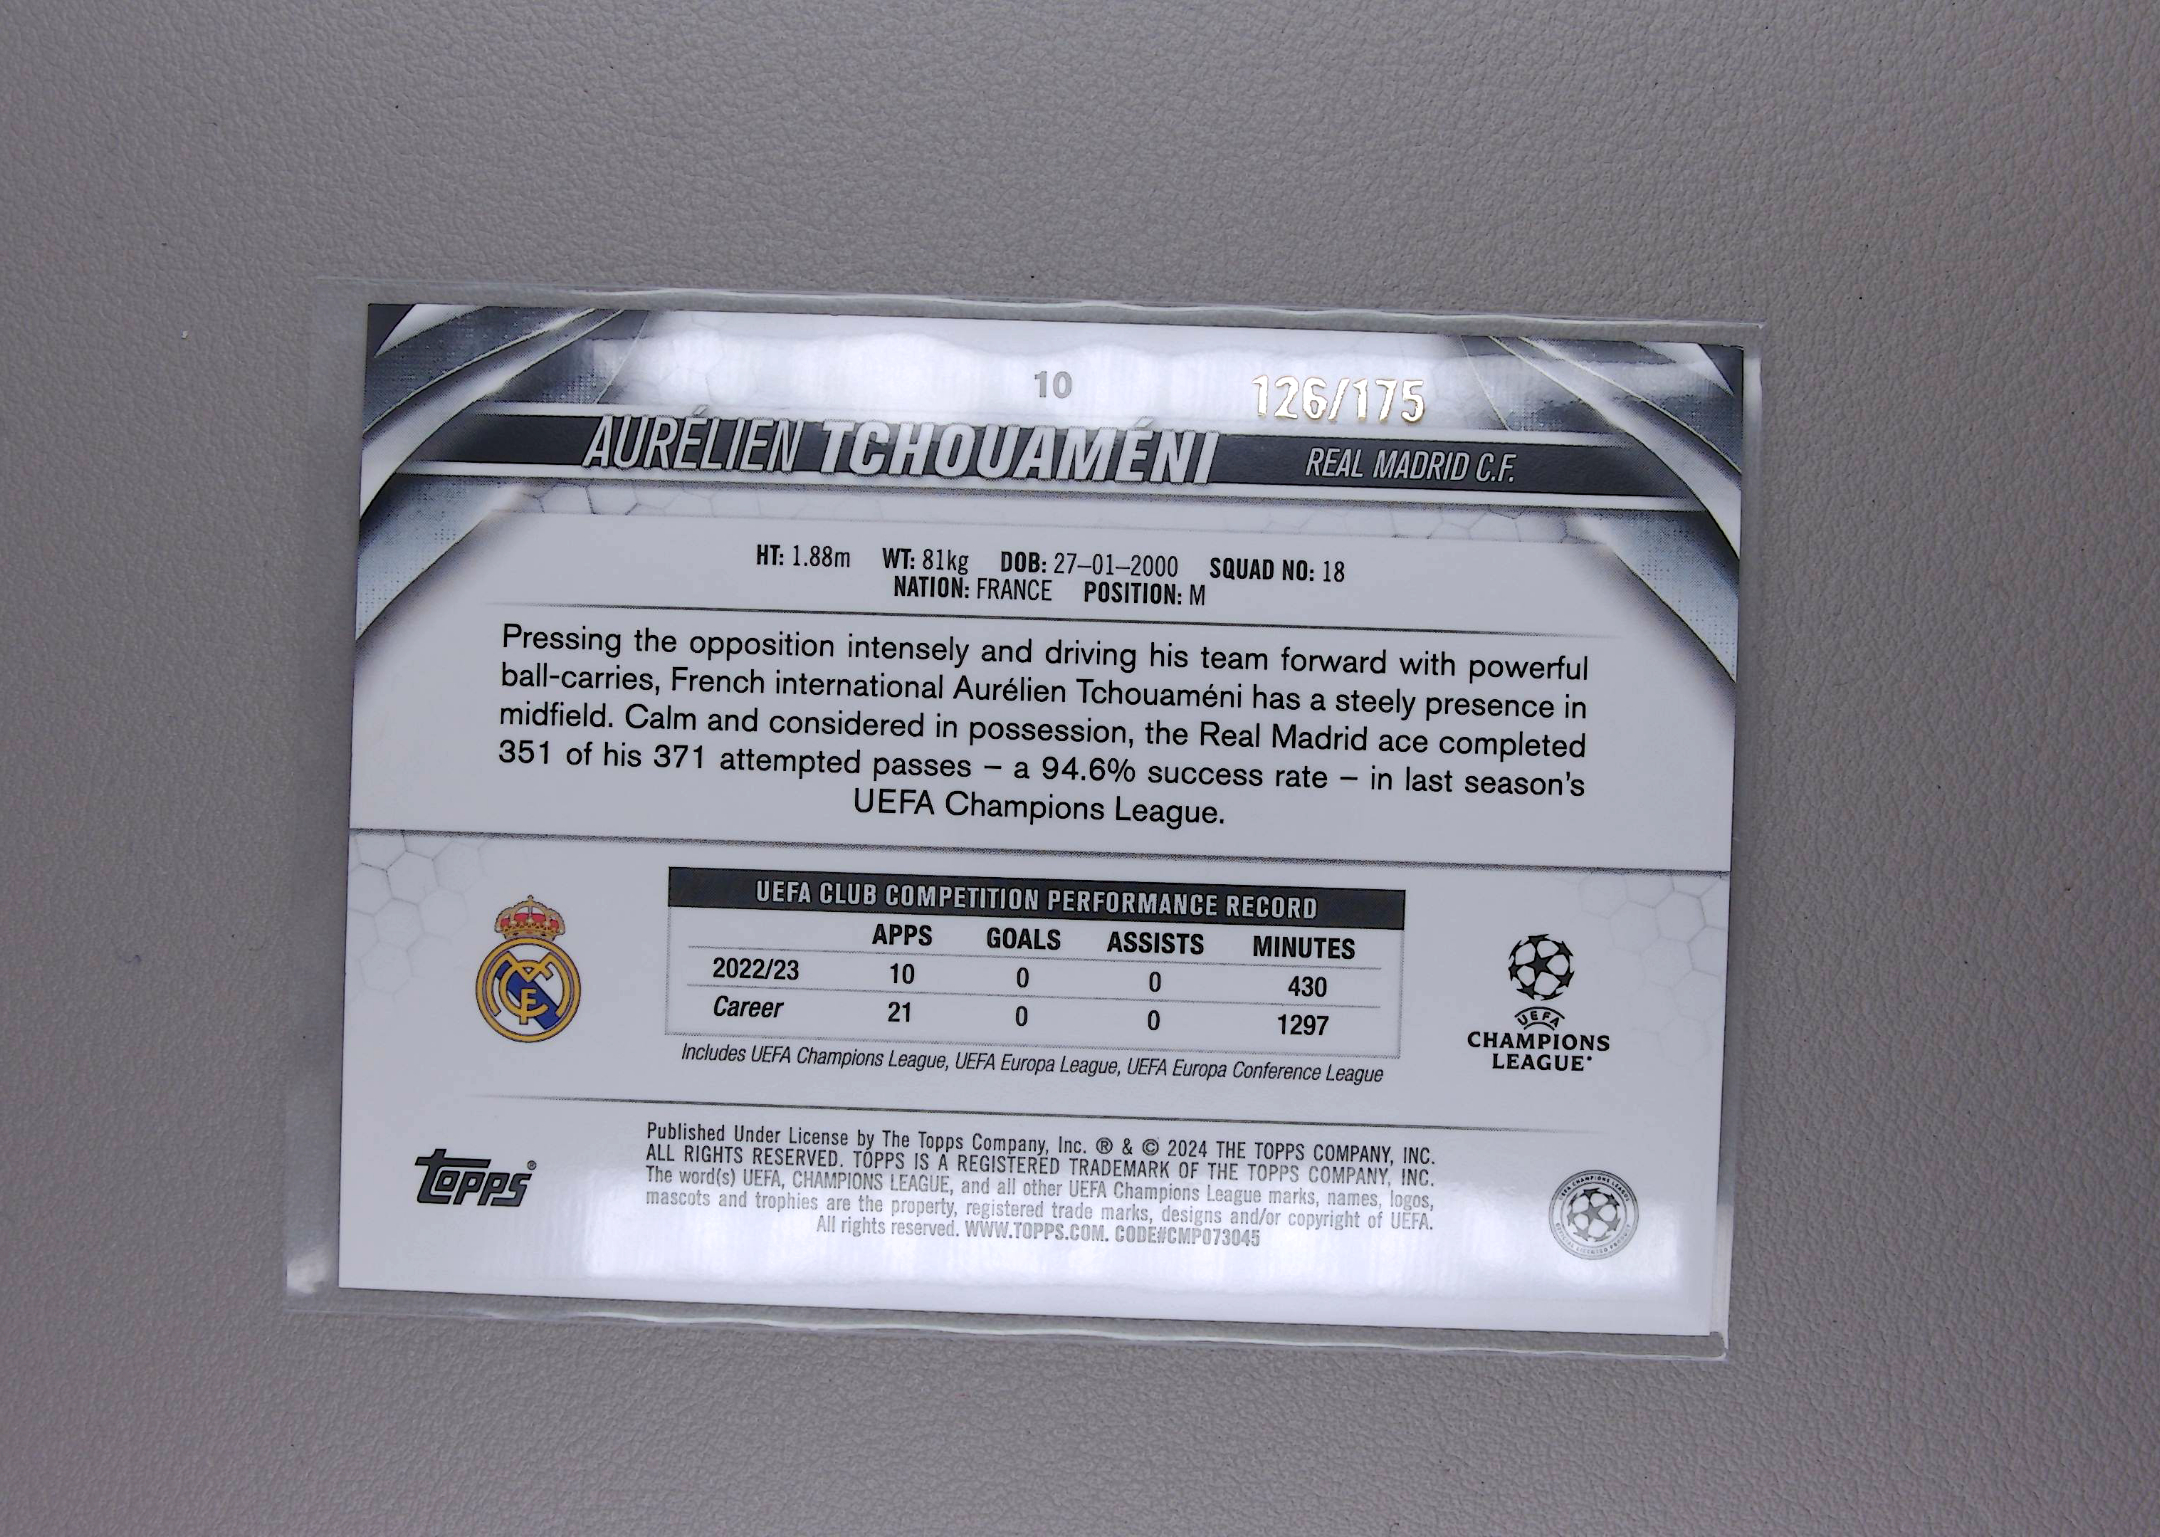 10
126/175
AURÉLIEN TCHOUAMÉNI
REAL MADRID C.F.
HT: 1.88m WT: 81kg DOB: 27–01–2000 SQUAD NO: 18
NATION: FRANCE POSITION: M
Pressing the opposition intensely and driving his team forward with powerful
ball-carries, French international Aurélien Tchouaméni has a steely presence in
midfield. Calm and considered in possession, the Real Madrid ace completed
351 of his 371 attempted passes – a 94.6% success rate – in last season's
UEFA Champions League.
UEFA CLUB COMPETITION PERFORMANCE RECORD
APPS GOALS ASSISTS MINUTES
2022/23 10 0 0 430
Career 21 0 0 1297
Includes UEFA Champions League, UEFA Europa League, UEFA Europa Conference League
UEFA
CHAMPIONS
LEAGUE
Published Under License by The Topps Company, Inc. ® & © 2024 THE TOPPS COMPANY, INC.
ALL RIGHTS RESERVED. TOPPS IS A REGISTERED TRADEMARK OF THE TOPPS COMPANY, INC.
The word(s) UEFA, CHAMPIONS LEAGUE, and all other UEFA Champions League marks, names, logos,
mascots and trophies are the property, registered trade marks, designs and/or copyright of UEFA.
All rights reserved. WWW.TOPPS.COM. CODE#CMP073045
TOPPS®